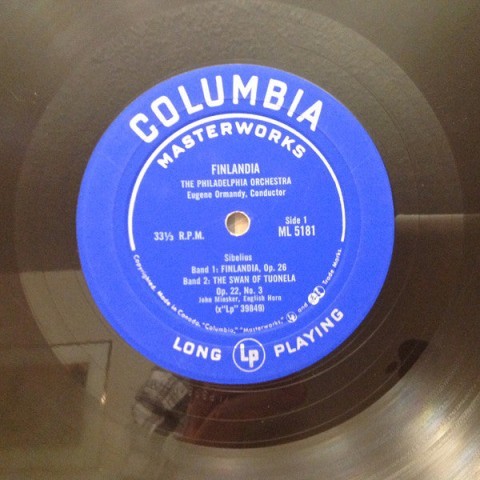 COLUMBIA
MASTERWORKS
FINLANDIA
THE PHILADELPHIA ORCHESTRA
Eugene Ormandy, Conductor
33⅓ R.P.M.
Side 1
ML 5181
Sibelius
Band 1: FINLANDIA, Op. 26
Band 2: THE SWAN OF TUONELA
Op. 22, No. 3
John Minsker, English Horn
(x"Lp" 39849)
Copyrighted. Made in Canada. "Columbia," "Masterworks," and Trade Marks.
LONG Lp PLAYING